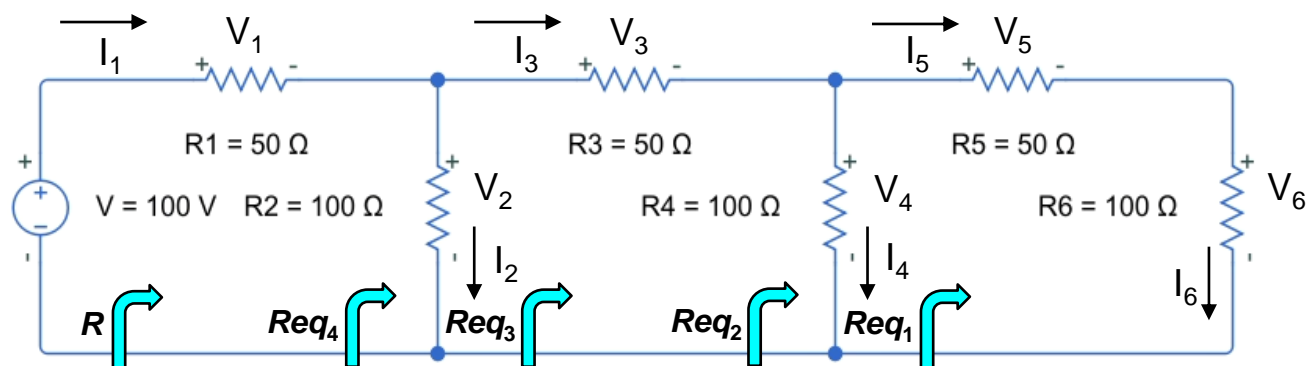 I1 V1 I3 V3 I5 V5
+ - + - + -
R1 = 50 Ω R3 = 50 Ω R5 = 50 Ω
+ + + +
V = 100 V R2 = 100 Ω V2 R4 = 100 Ω V4 R6 = 100 Ω V6
+
−
- - - -
I2 I4 I6
R Req4 Req3 Req2 Req1